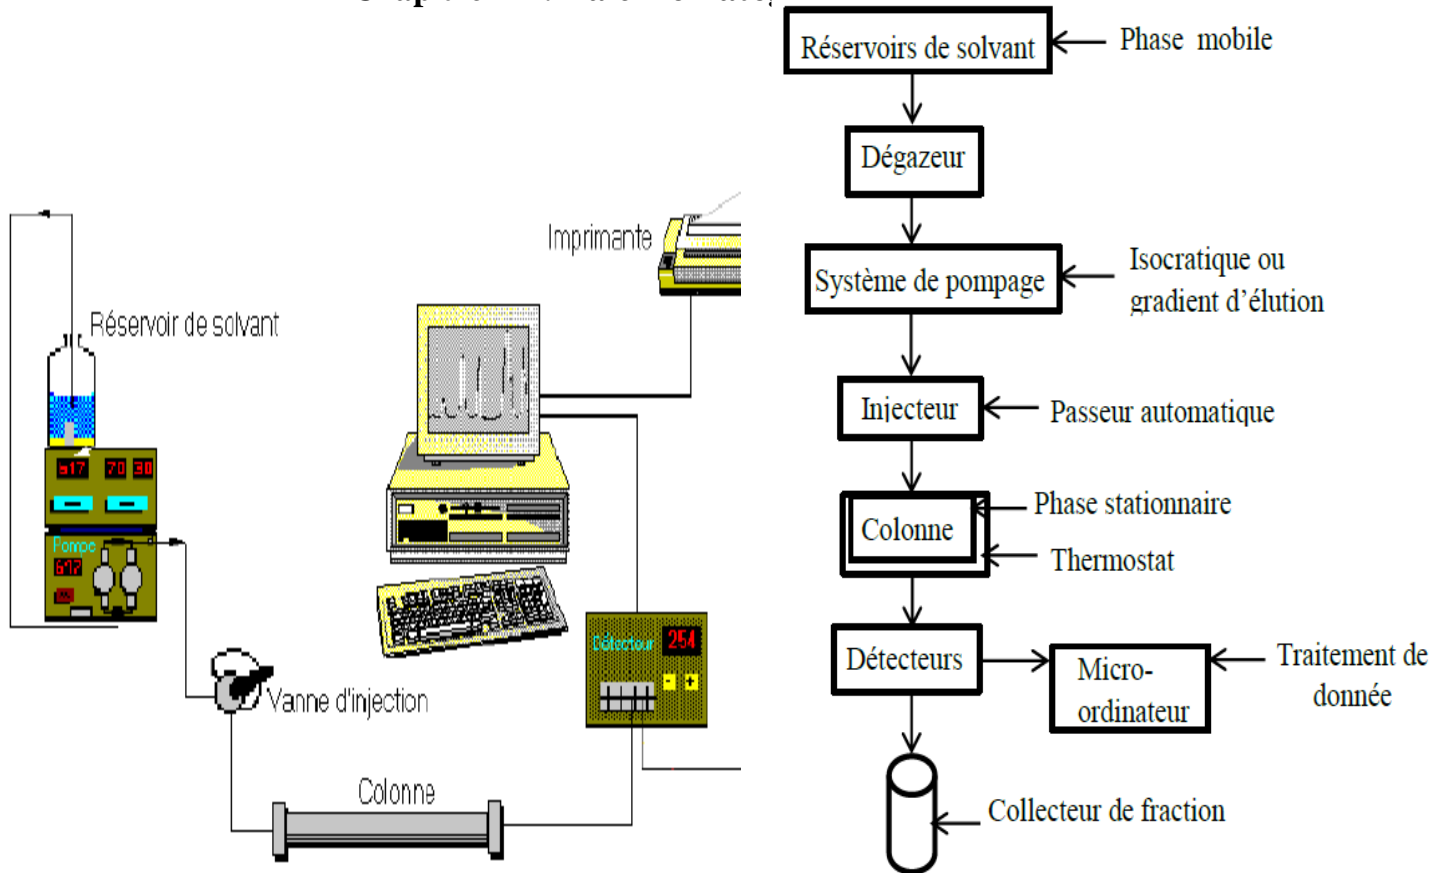 Réservoirs de solvant
Phase mobile
Dégazeur
Système de pompage
Isocratique ou
gradient d'élution
Injecteur
Passeur automatique
Colonne
Phase stationnaire
Thermostat
Détecteurs
Micro-
ordinateur
Traitement de
donnée
Collecteur de fraction
Imprimante
Réservoir de solvant
70 30
Pompe
Vanne d'injection
Détecteur 254
- +
Colonne